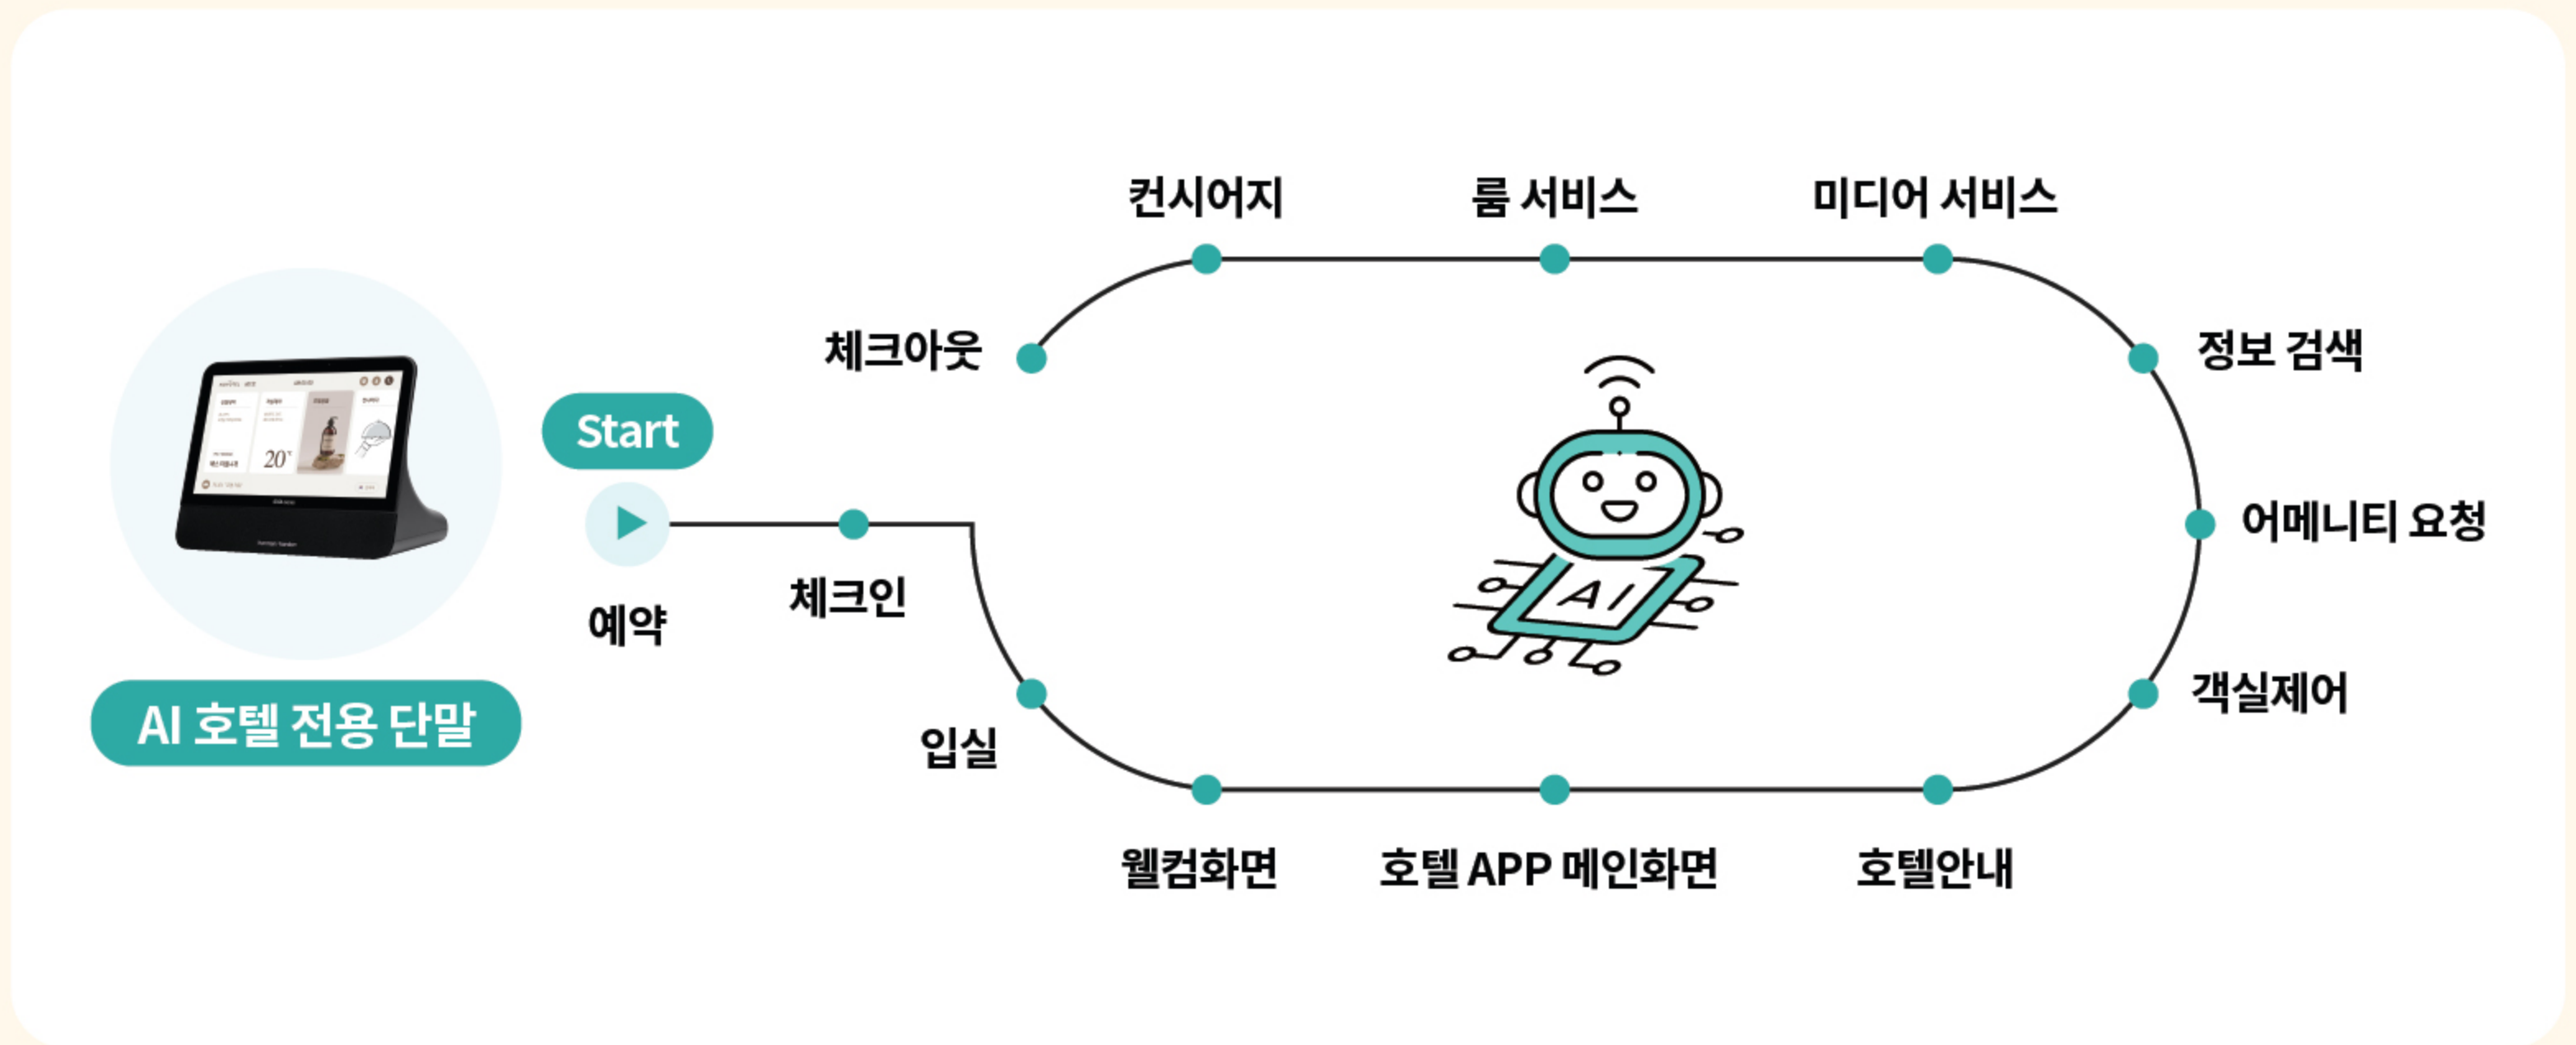 컨시어지
룸 서비스
미디어 서비스
체크아웃
정보 검색
Start
20
어메니티 요청
체크인
AI
예약
객실제어
AI 호텔 전용 단말
입실
웰컴화면
호텔 APP 메인화면
호텔안내